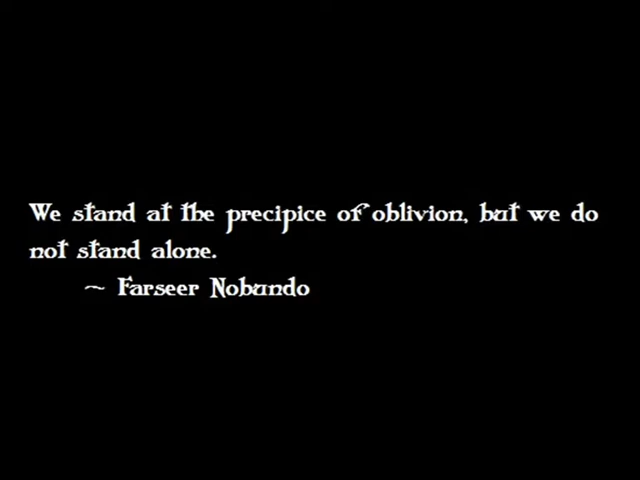 We stand at the precipice of oblivion, but we do
not stand alone.
~ Farseer Nobundo